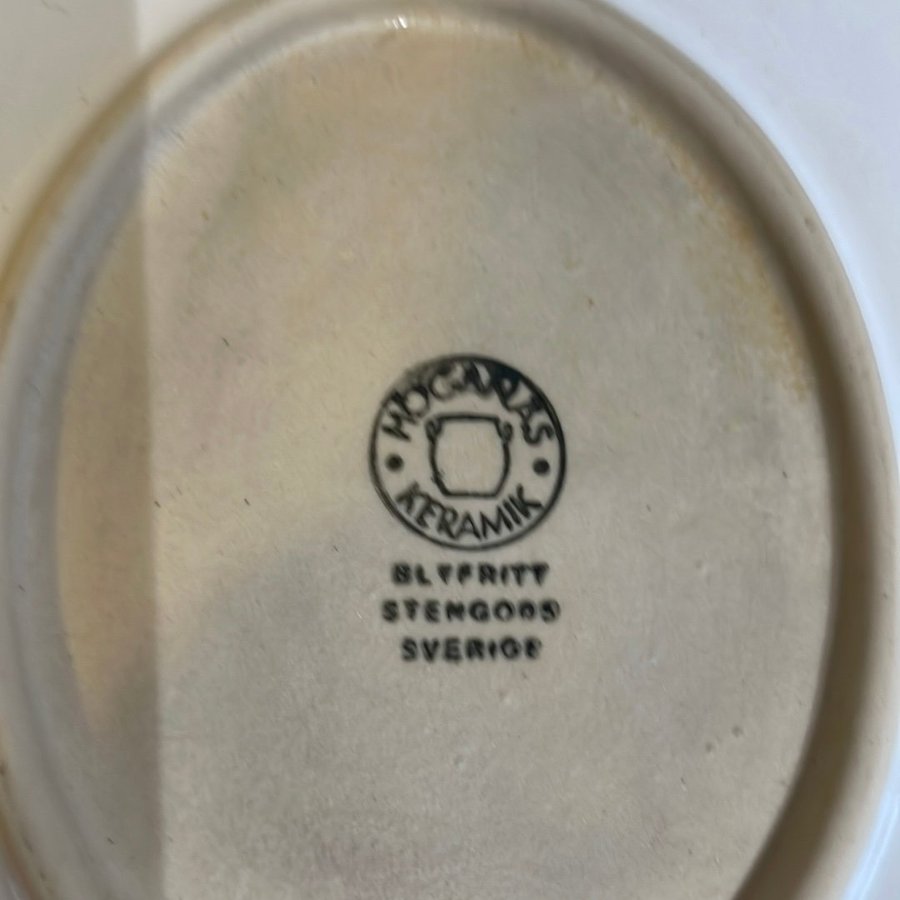 HÖGANÄS
KERAMIK
BLYFRITT
STENGODS
SVERIGE